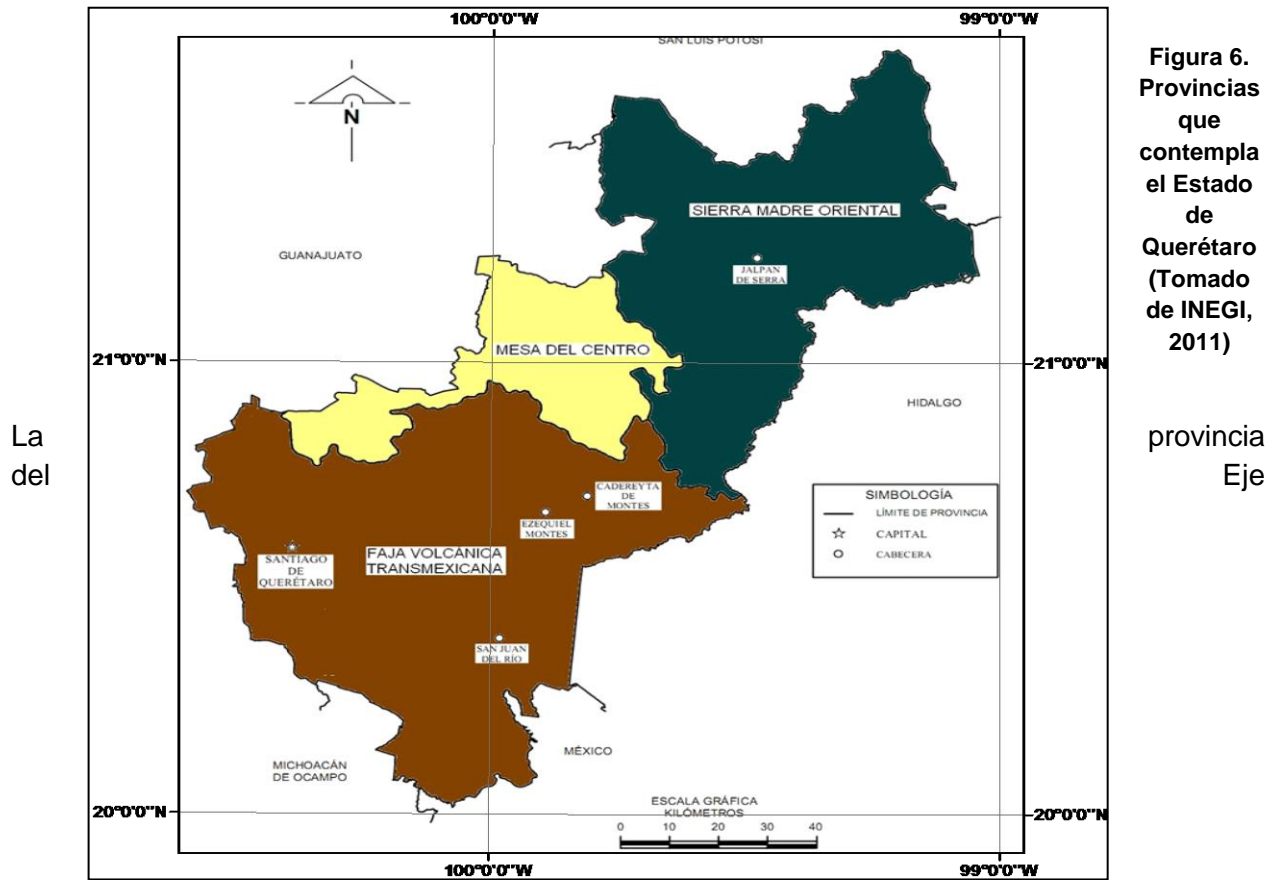 100°0'0"W
99°0'0"W
SAN LUIS POTOSÍ
N
SIERRA MADRE ORIENTAL
GUANAJUATO
JALPAN
DE SERRA
MESA DEL CENTRO
21°0'0"N
21°0'0"N
HIDALGO
CADEREYTA
DE
MONTES
EZEQUIEL
MONTES
SIMBOLOGÍA
LÍMITE DE PROVINCIA
CAPITAL
CABECERA
FAJA VOLCÁNICA
TRANSMEXICANA
SANTIAGO
DE
QUERÉTARO
SAN JUAN
DEL RÍO
MÉXICO
MICHOACÁN
DE OCAMPO
ESCALA GRÁFICA
KILÓMETROS
0 10 20 30 40
20°0'0"N
20°0'0"N
100°0'0"W
99°0'0"W
Figura 6.
Provincias
que
contempla
el Estado
de
Querétaro
(Tomado
de INEGI,
2011)
La provincia
del Eje